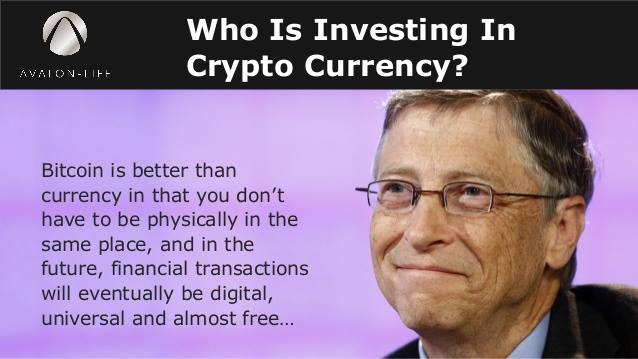 Who Is Investing In
Crypto Currency?
AVALON-LIFE
Bitcoin is better than
currency in that you don’t
have to be physically in the
same place, and in the
future, financial transactions
will eventually be digital,
universal and almost free…